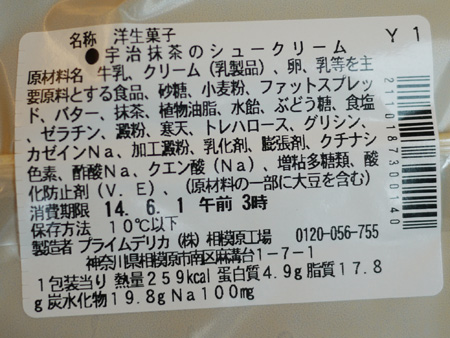 名称 洋生菓子
Y1
●宇治抹茶のシュークリーム
原材料名 牛乳、クリーム(乳製品)、卵、乳等を主
要原料とする食品、砂糖、小麦粉、ファットスプレッ
ド、バター、抹茶、植物油脂、水飴、ぶどう糖、食塩
、ゼラチン、澱粉、寒天、トレハロース、グリシン、
カゼインNa、加工澱粉、乳化剤、膨張剤、クチナシ
色素、酢酸Na、クエン酸(Na)、増粘多糖類、酸
化防止剤(V.E)、(原材料の一部に大豆を含む)
消費期限 14.6.1 午前3時
保存方法 10℃以下
製造者 プライムデリカ(株)相模原工場 0120-056-755
神奈川県相模原市南区麻溝台1-7-1
1包装当り 熱量259kcal 蛋白質4.9g 脂質17.8
g 炭水化物19.8g Na100mg
2110187300140